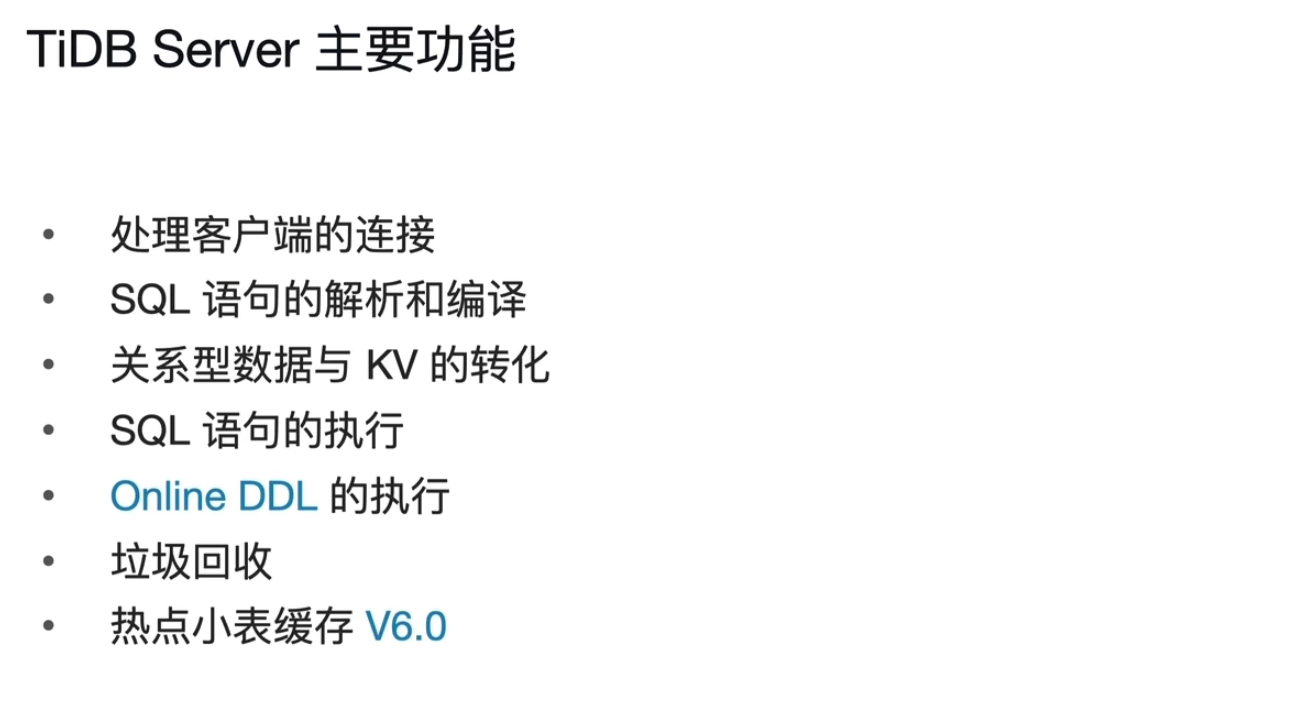 TiDB Server 主要功能
• 处理客户端的连接
• SQL 语句的解析和编译
• 关系型数据与 KV 的转化
• SQL 语句的执行
• Online DDL 的执行
• 垃圾回收
• 热点小表缓存 V6.0